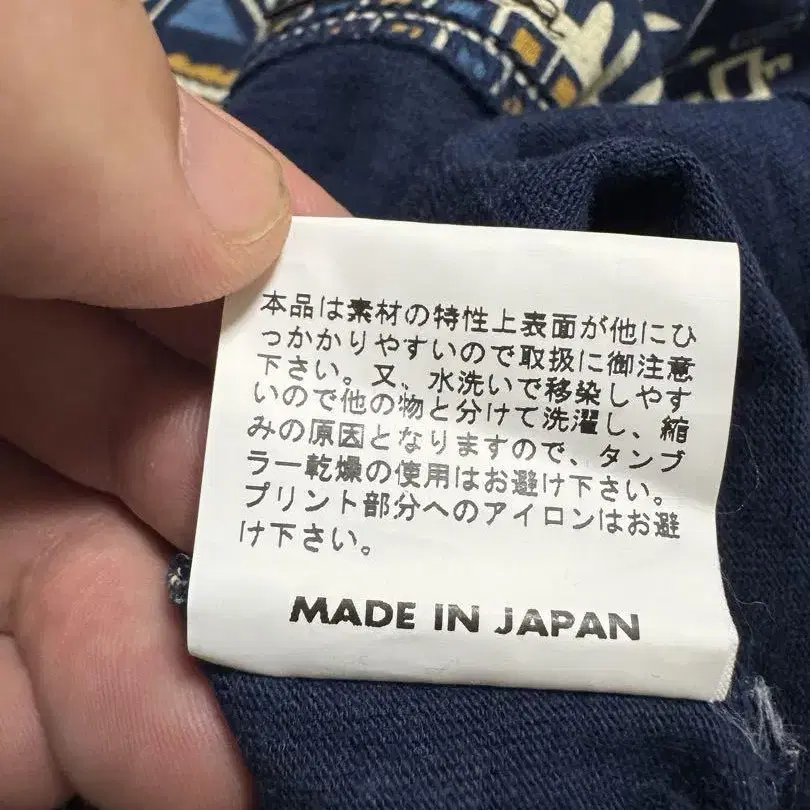 本品は素材の特性上表面が他にひ
っかかりやすいので取扱に御注意
下さい。又、水洗いで移染しやす
いので他の物と分けて洗濯し、縮
みの原因となりますので、タンブ
ラー乾燥の使用はお避け下さい。
プリント部分へのアイロンはお避
け下さい。
MADE IN JAPAN